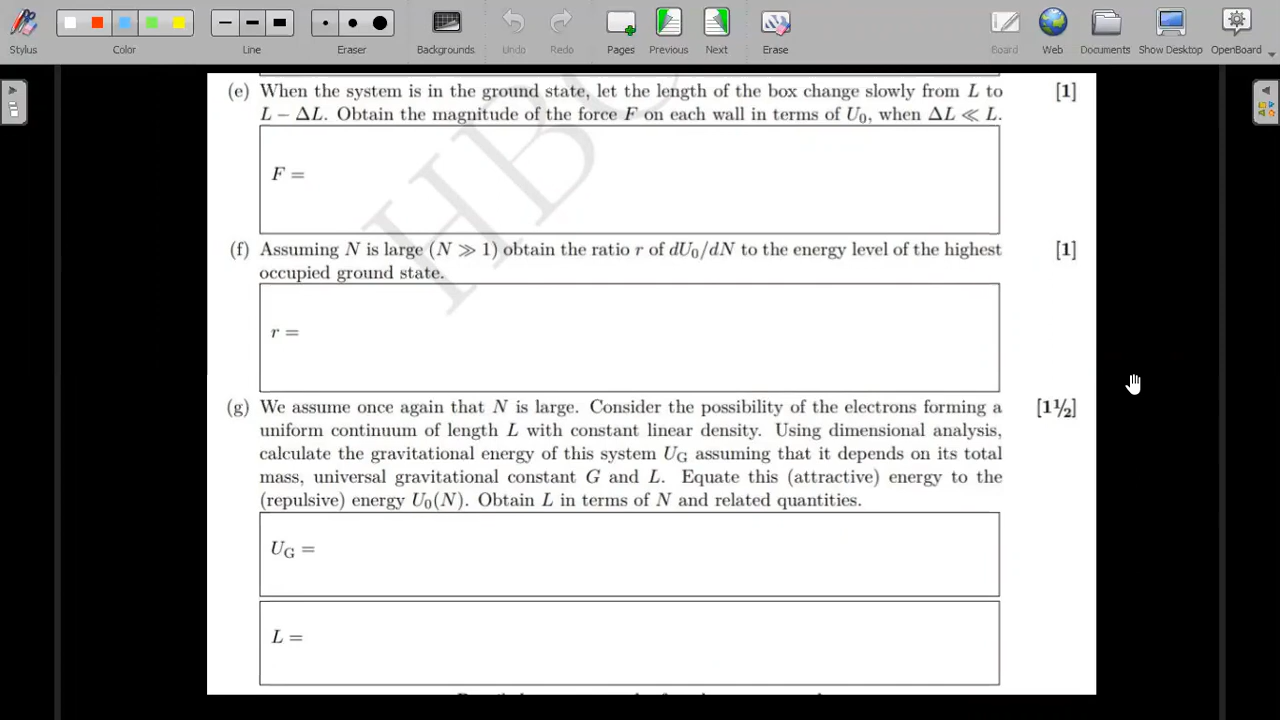 Stylus
Color
Line
Eraser
Backgrounds
Undo
Redo
Pages
Previous
Next
Erase
Board
Web
Documents
Show Desktop
OpenBoard
(e) When the system is in the ground state, let the length of the box change slowly from L to [1]
L − ΔL. Obtain the magnitude of the force F on each wall in terms of U₀, when ΔL ≪ L.
F =
(f) Assuming N is large (N ≫ 1) obtain the ratio r of dU₀/dN to the energy level of the highest [1]
occupied ground state.
r =
(g) We assume once again that N is large. Consider the possibility of the electrons forming a [1½]
uniform continuum of length L with constant linear density. Using dimensional analysis,
calculate the gravitational energy of this system U_G assuming that it depends on its total
mass, universal gravitational constant G and L. Equate this (attractive) energy to the
(repulsive) energy U₀(N). Obtain L in terms of N and related quantities.
U_G =
L =
HBC